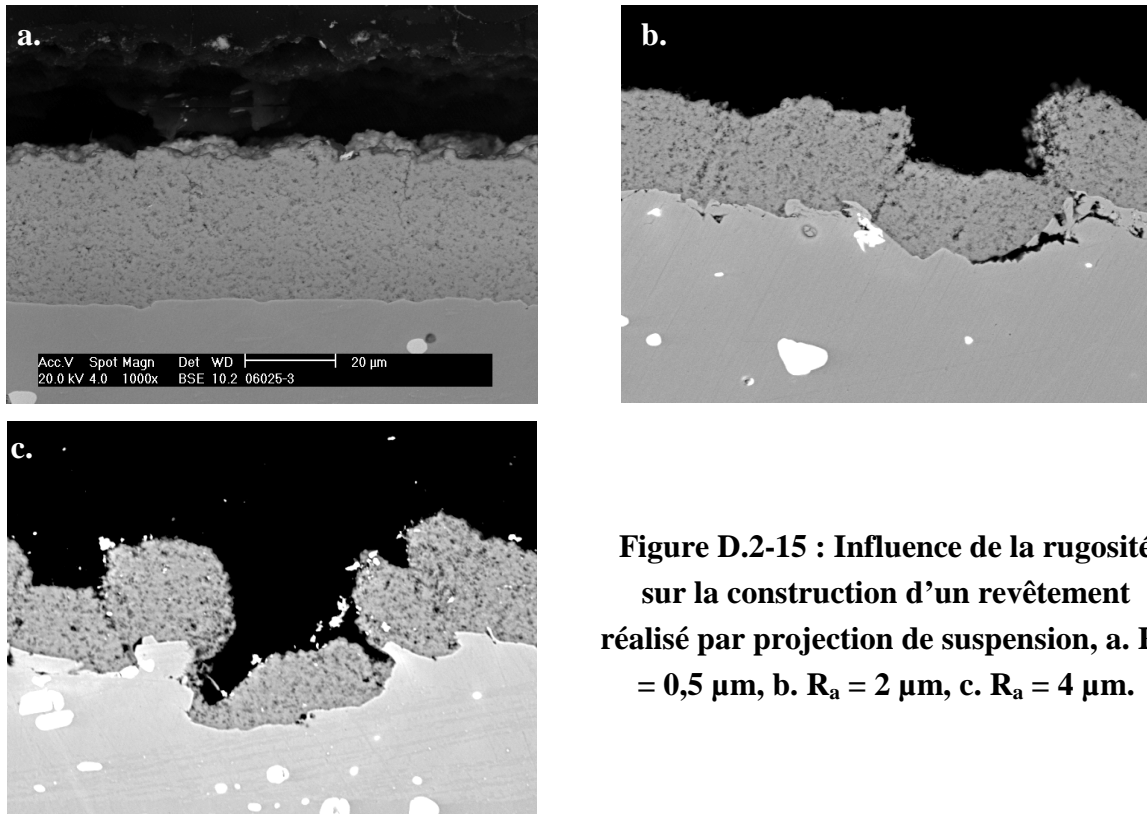 a.
Acc.V Spot Magn Det WD 20 µm
20.0 kV 4.0 1000x BSE 10.2 06025-3
b.
c.
Figure D.2-15 : Influence de la rugosité
sur la construction d'un revêtement
réalisé par projection de suspension, a.
= 0,5 µm, b. Ra = 2 µm, c. Ra = 4 µm.